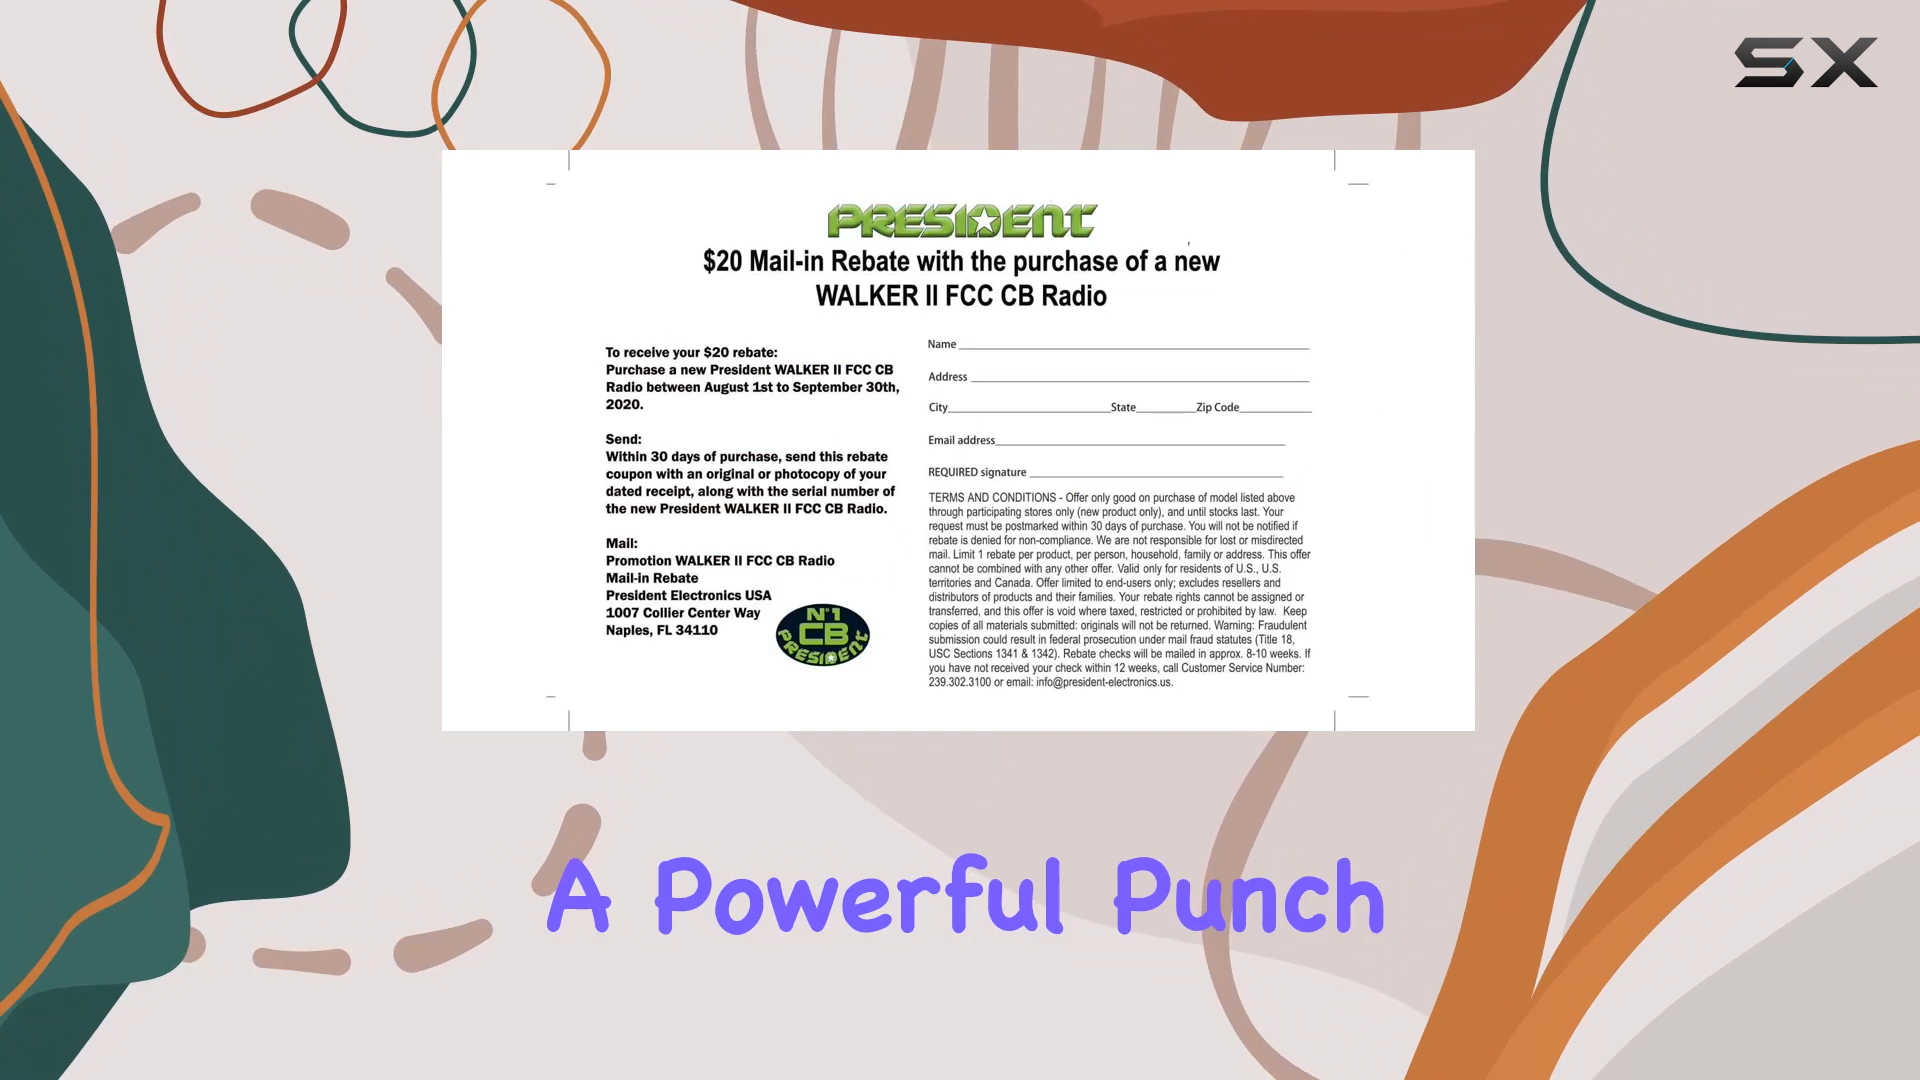 SX
PRESIDENT
$20 Mail-in Rebate with the purchase of a new
WALKER II FCC CB Radio
To receive your $20 rebate:
Purchase a new President WALKER II FCC CB
Radio between August 1st to September 30th,
2020.
Send:
Within 30 days of purchase, send this rebate
coupon with an original or photocopy of your
dated receipt, along with the serial number of
the new President WALKER II FCC CB Radio.
Mail:
Promotion WALKER II FCC CB Radio
Mail-in Rebate
President Electronics USA
1007 Collier Center Way
Naples, FL 34110
N°1
CB
PRESIDENT
Name
Address
City State Zip Code
Email address
REQUIRED signature
TERMS AND CONDITIONS - Offer only good on purchase of model listed above
through participating stores only (new product only), and until stocks last. Your
request must be postmarked within 30 days of purchase. You will not be notified if
rebate is denied for non-compliance. We are not responsible for lost or misdirected
mail. Limit 1 rebate per product, per person, household, family or address. This offer
cannot be combined with any other offer. Valid only for residents of U.S., U.S.
territories and Canada. Offer limited to end-users only; excludes resellers and
distributors of products and their families. Your rebate rights cannot be assigned or
transferred, and this offer is void where taxed, restricted or prohibited by law. Keep
copies of all materials submitted: originals will not be returned. Warning: Fraudulent
submission could result in federal prosecution under mail fraud statutes (Title 18,
USC Sections 1341 & 1342). Rebate checks will be mailed in approx. 8-10 weeks. If
you have not received your check within 12 weeks, call Customer Service Number:
239.302.3100 or email: info@president-electronics.us.
A Powerful Punch